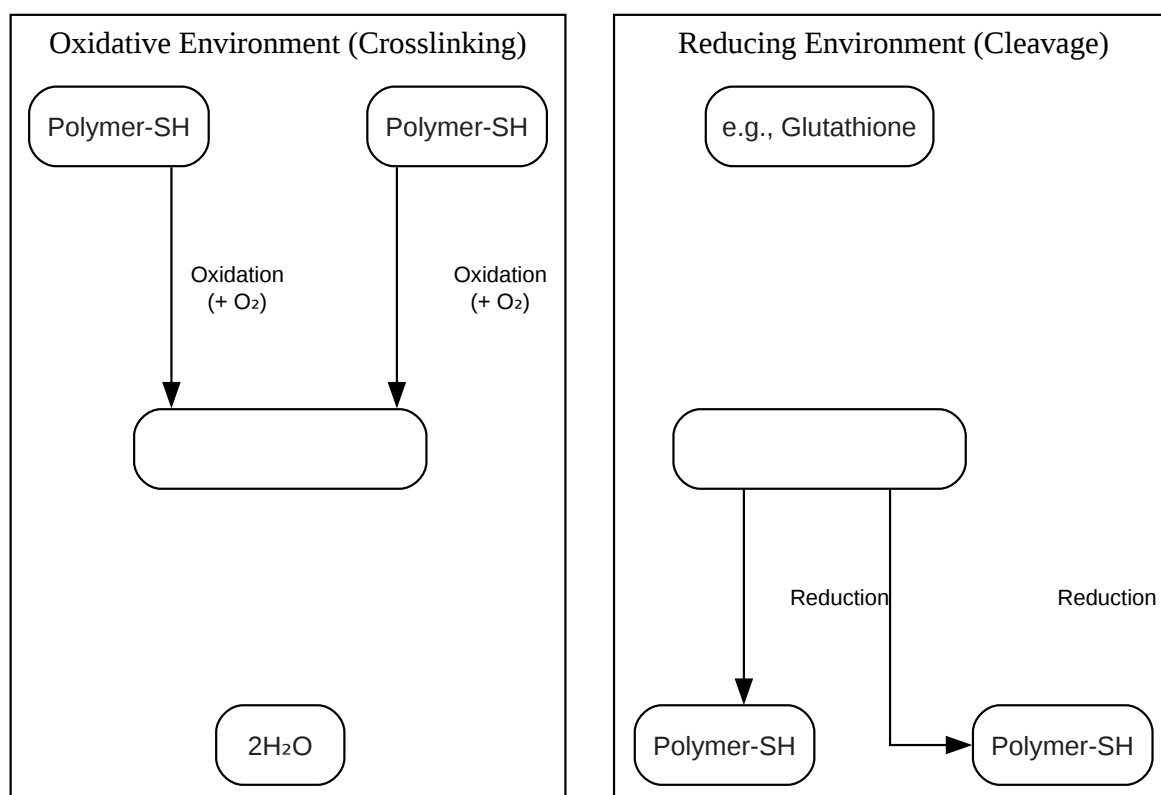 Oxidative Environment (Crosslinking)
Polymer-SH
Polymer-SH
Oxidation
(+ O₂)
Oxidation
(+ O₂)
2H₂O
Reducing Environment (Cleavage)
e.g., Glutathione
Reduction
Reduction
Polymer-SH
Polymer-SH